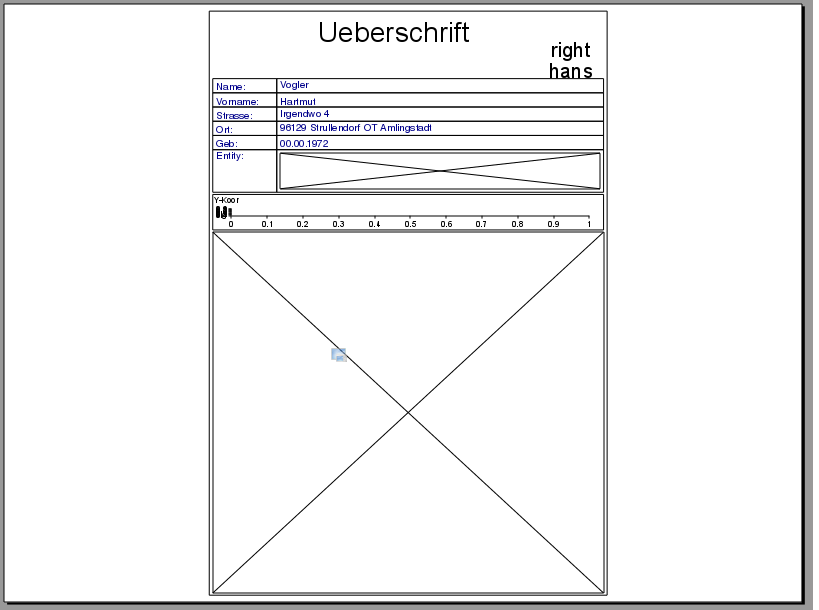 Ueberschrift
right
hans
Name: Vogler
Vorname: Hartmut
Strasse: Irgendwo 4
Ort: 96129 Strullendorf OT Amlingstadt
Geb: 00.00.1972
Entity:
Y-Koor
0 0.1 0.2 0.3 0.4 0.5 0.6 0.7 0.8 0.9 1